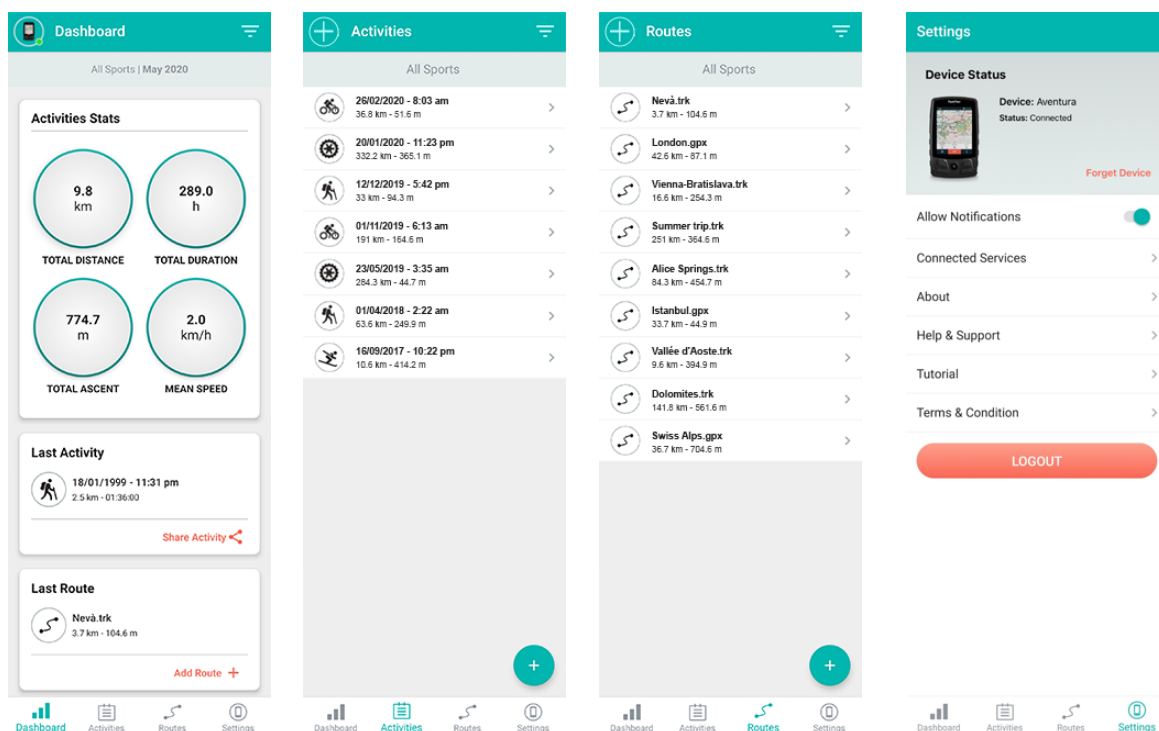 Dashboard
All Sports | May 2020
Activities Stats
9.8
km
289.0
h
TOTAL DISTANCE
TOTAL DURATION
774.7
m
2.0
km/h
TOTAL ASCENT
MEAN SPEED
Last Activity
18/01/1999 - 11:31 pm
2.5 km - 01:36:00
Share Activity
Last Route
Nevà.trk
3.7 km - 104.6 m
Add Route +
Dashboard
Activities
Routes
Settings
Activities
All Sports
26/02/2020 - 8:03 am
36.8 km - 51.6 m
20/01/2020 - 11:23 pm
332.2 km - 365.1 m
12/12/2019 - 5:42 pm
33 km - 94.3 m
01/11/2019 - 6:13 am
191 km - 164.6 m
23/05/2019 - 3:35 am
284.3 km - 44.7 m
01/04/2018 - 2:22 am
63.6 km - 249.9 m
16/09/2017 - 10:22 pm
10.6 km - 414.2 m
Dashboard
Activities
Routes
Settings
Routes
All Sports
Nevà.trk
3.7 km - 104.6 m
London.gpx
42.6 km - 87.1 m
Vienna-Bratislava.trk
16.6 km - 254.3 m
Summer trip.trk
251 km - 364.6 m
Alice Springs.trk
84.3 km - 454.7 m
Istanbul.gpx
33.7 km - 44.9 m
Vallée d'Aoste.trk
9.6 km - 394.9 m
Dolomites.trk
141.8 km - 561.6 m
Swiss Alps.gpx
36.7 km - 704.6 m
Dashboard
Activities
Routes
Settings
Settings
Device Status
Device: Aventura
Status: Connected
Forget Device
Allow Notifications
Connected Services
About
Help & Support
Tutorial
Terms & Condition
LOGOUT
Dashboard
Activities
Routes
Settings